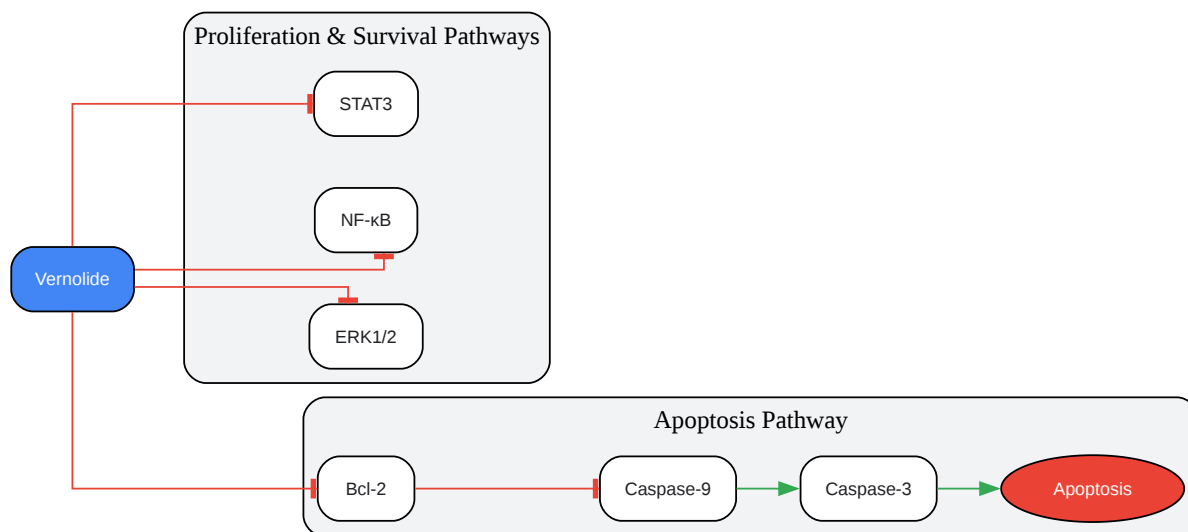 Proliferation & Survival Pathways
STAT3
NF-κB
Vernolide
ERK1/2
Apoptosis Pathway
Bcl-2
Caspase-9
Caspase-3
Apoptosis